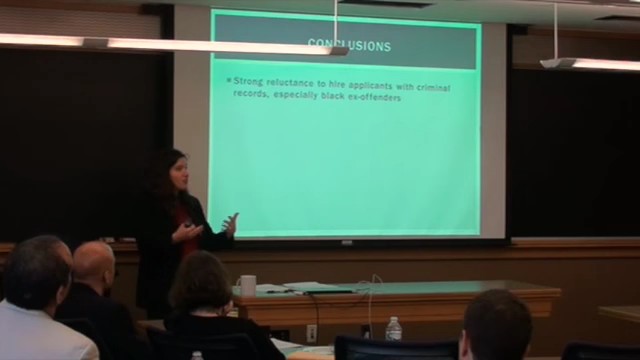 CONCLUSIONS
Strong reluctance to hire applicants with criminal
records, especially black ex-offenders